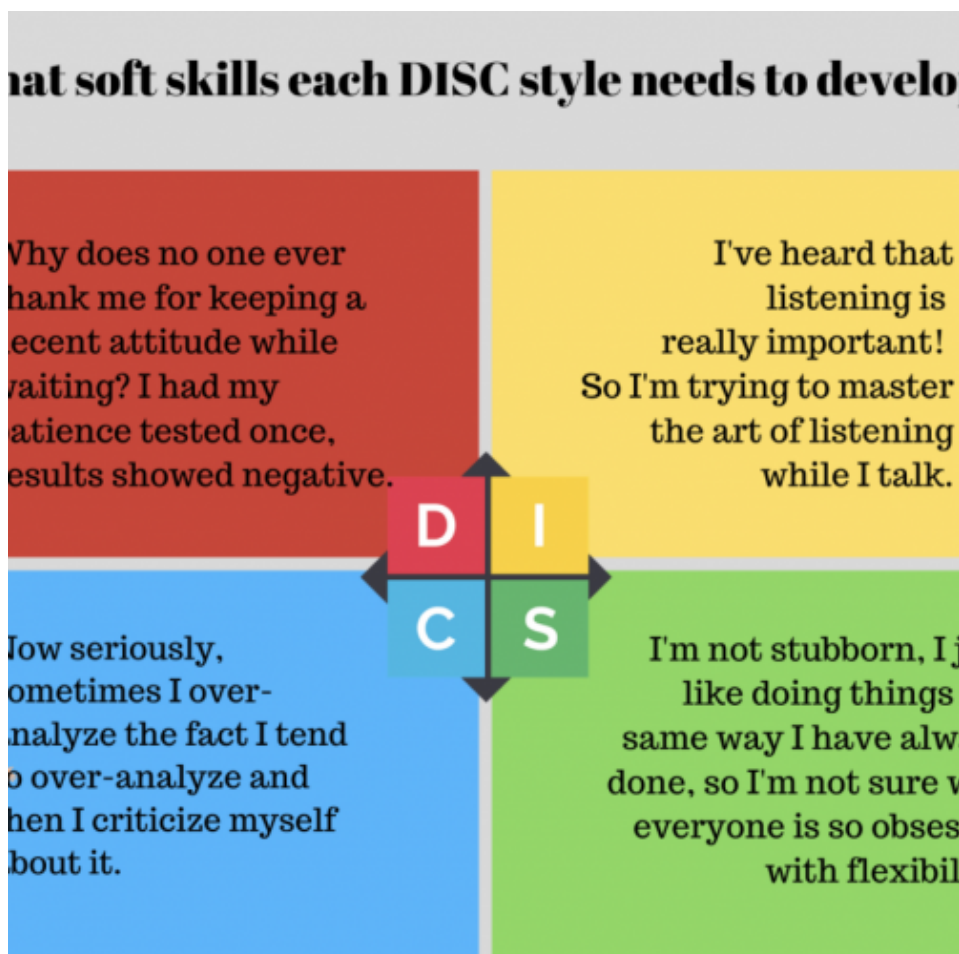 hat soft skills each DISC style needs to develo
Why does no one ever
hank me for keeping a
ecent attitude while
waiting? I had my
atience tested once,
esults showed negative.
I've heard that
listening is
really important!
So I'm trying to master
the art of listening
while I talk.
D I
C S
Now seriously,
ometimes I over-
analyze the fact I tend
o over-analyze and
hen I criticize myself
bout it.
I'm not stubborn, I j
like doing things
same way I have alw
done, so I'm not sure w
everyone is so obses
with flexibil